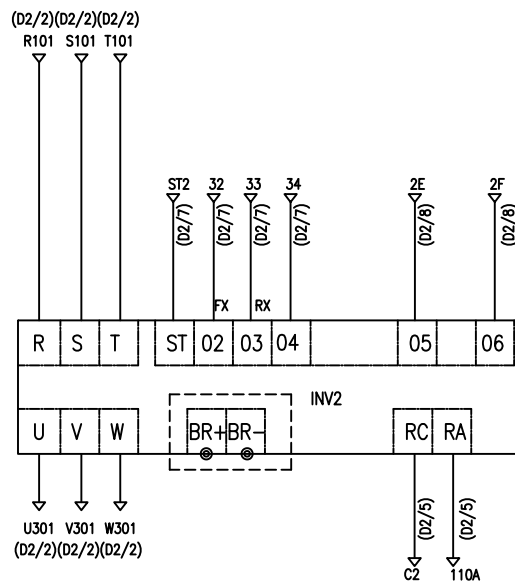 (D2/2)(D2/2)(D2/2)
R101 S101 T101
ST2 32 33 34 2E 2F
(D2/7) (D2/7) (D2/7) (D2/7) (D2/8) (D2/8)
FX RX
R S T ST 02 03 04 05 06
INV2
U V W BR+ BR- RC RA
U301 V301 W301
(D2/2)(D2/2)(D2/2)
(D2/5) (D2/5)
C2 110A